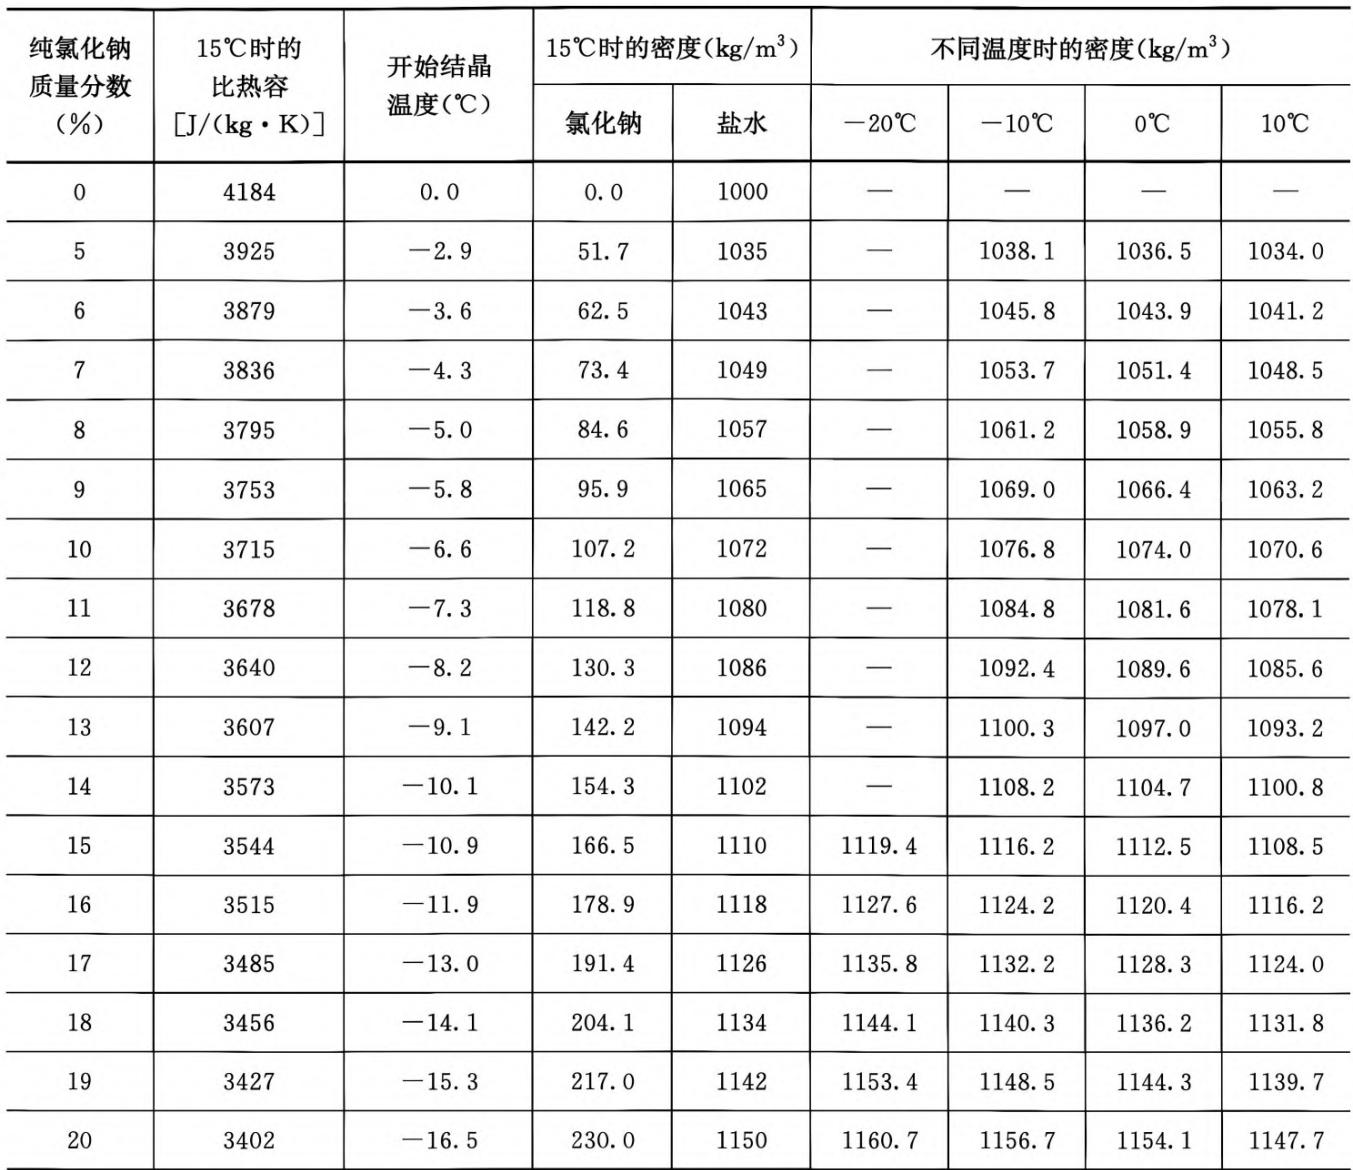 纯氯化钠 15℃时的 开始结晶 15℃时的密度(kg/m³) 不同温度时的密度(kg/m³)
质量分数 比热容 温度(℃)
(%) [J/(kg·K)] 氯化钠 盐水 −20℃ −10℃ 0℃ 10℃
0 4184 0.0 0.0 1000 — — — —
5 3925 −2.9 51.7 1035 — 1038.1 1036.5 1034.0
6 3879 −3.6 62.5 1043 — 1045.8 1043.9 1041.2
7 3836 −4.3 73.4 1049 — 1053.7 1051.4 1048.5
8 3795 −5.0 84.6 1057 — 1061.2 1058.9 1055.8
9 3753 −5.8 95.9 1065 — 1069.0 1066.4 1063.2
10 3715 −6.6 107.2 1072 — 1076.8 1074.0 1070.6
11 3678 −7.3 118.8 1080 — 1084.8 1081.6 1078.1
12 3640 −8.2 130.3 1086 — 1092.4 1089.6 1085.6
13 3607 −9.1 142.2 1094 — 1100.3 1097.0 1093.2
14 3573 −10.1 154.3 1102 — 1108.2 1104.7 1100.8
15 3544 −10.9 166.5 1110 1119.4 1116.2 1112.5 1108.5
16 3515 −11.9 178.9 1118 1127.6 1124.2 1120.4 1116.2
17 3485 −13.0 191.4 1126 1135.8 1132.2 1128.3 1124.0
18 3456 −14.1 204.1 1134 1144.1 1140.3 1136.2 1131.8
19 3427 −15.3 217.0 1142 1153.4 1148.5 1144.3 1139.7
20 3402 −16.5 230.0 1150 1160.7 1156.7 1154.1 1147.7